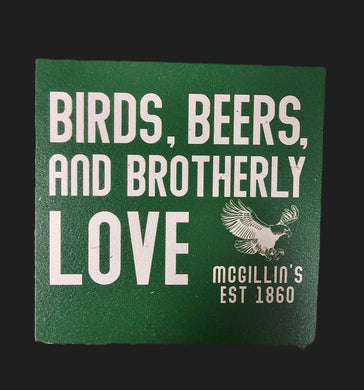 BIRDS, BEERS,
AND BROTHERLY
LOVE
MCGILLIN'S
EST 1860